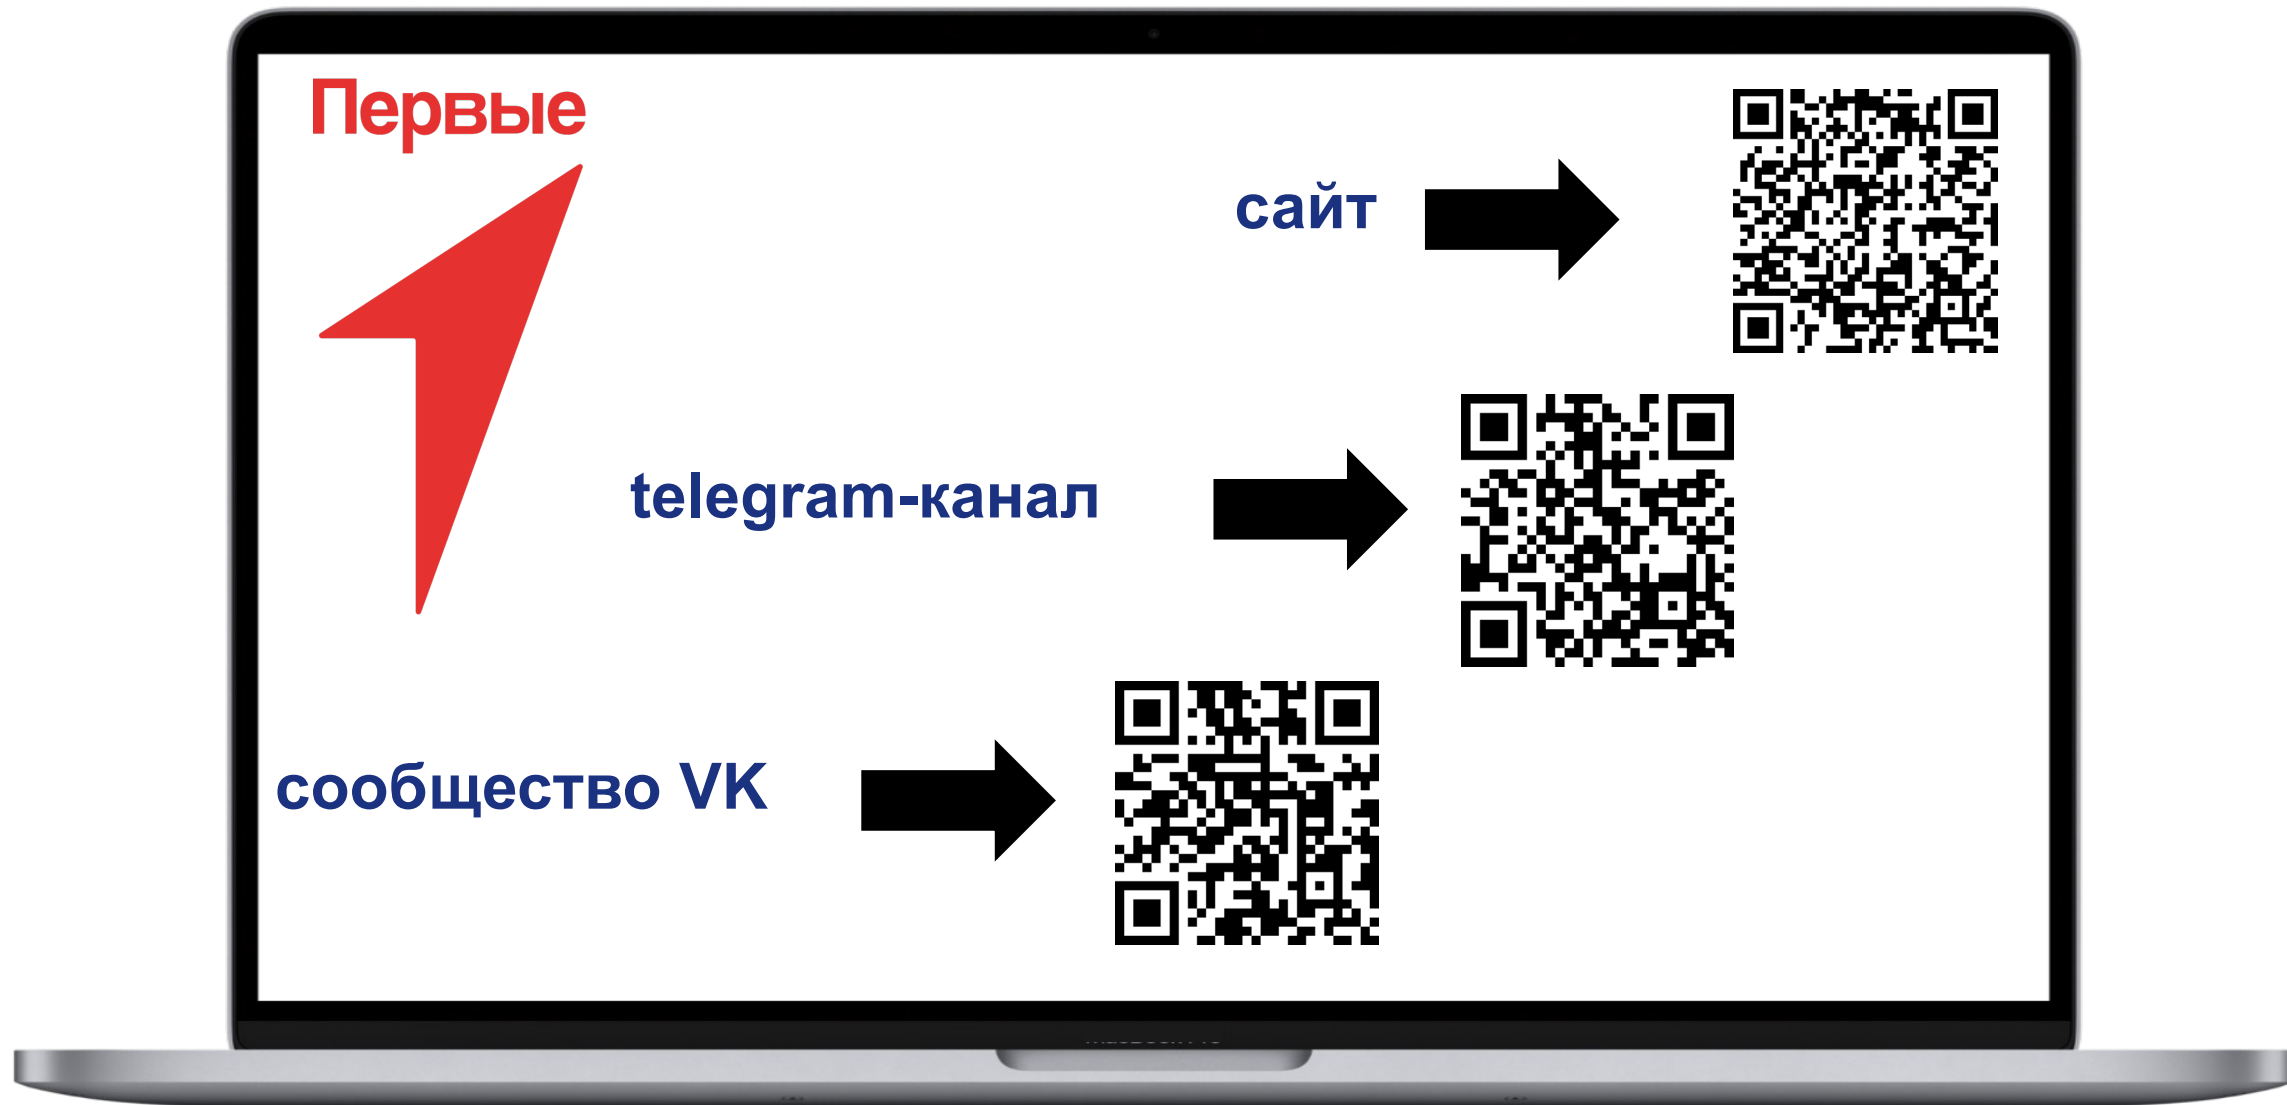 Первые
сайт
telegram-канал
сообщество VK